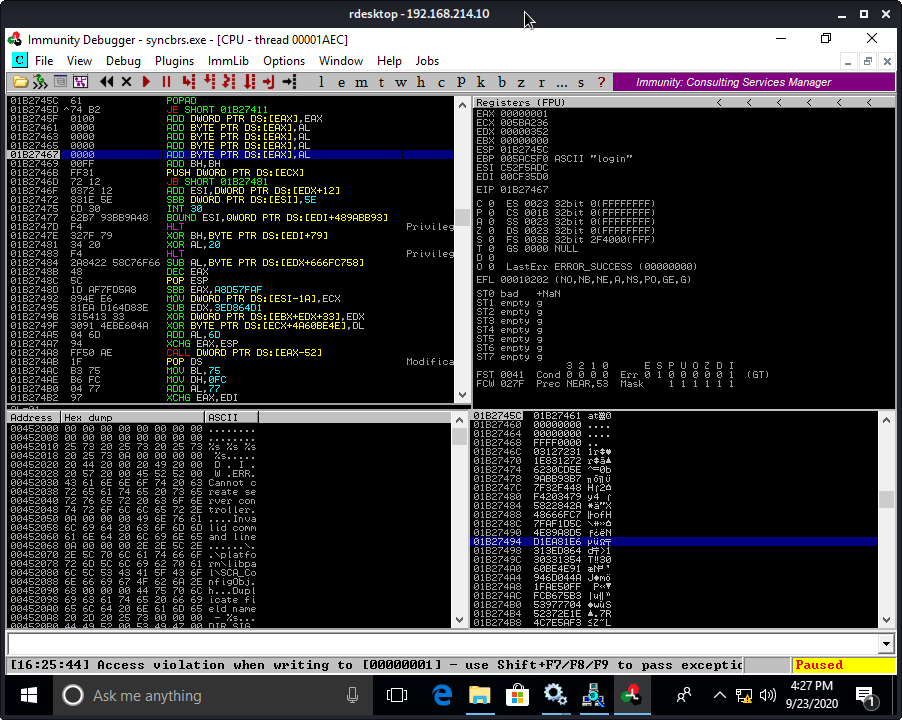 rdesktop - 192.168.214.10
Immunity Debugger - syncbrs.exe - [CPU - thread 00001AEC]
C File View Debug Plugins ImmLib Options Window Help Jobs
l e m t w h c p k b z r ... s ? Immunity: Consulting Services Manager
01B2745C 61 POPAD
01B2745D ^74 B2 JE SHORT 01B27411
01B2745F 0100 ADD DWORD PTR DS:[EAX],EAX
01B27461 0000 ADD BYTE PTR DS:[EAX],AL
01B27463 0000 ADD BYTE PTR DS:[EAX],AL
01B27465 0000 ADD BYTE PTR DS:[EAX],AL
01B27467 0000 ADD BYTE PTR DS:[EAX],AL
01B27469 00FF ADD BH,BH
01B2746B FF31 PUSH DWORD PTR DS:[ECX]
01B2746D 72 12 JB SHORT 01B27481
01B2746F 0372 12 ADD ESI,DWORD PTR DS:[EDX+12]
01B27472 831E 5E SBB DWORD PTR DS:[ESI],5E
01B27475 CD 30 INT 30
01B27477 62B7 93BB9A48 BOUND ESI,QWORD PTR DS:[EDI+489ABB93]
01B2747D F4 HLT Privileg
01B2747E 327F 79 XOR BH,BYTE PTR DS:[EDI+79]
01B27481 34 20 XOR AL,20
01B27483 F4 HLT Privileg
01B27484 2A8422 58C76F66 SUB AL,BYTE PTR DS:[EDX+666FC758]
01B2748B 48 DEC EAX
01B2748C 5C POP ESP
01B2748D 1D AF7FD5A8 SBB EAX,A8D57FAF
01B27492 894E E6 MOV DWORD PTR DS:[ESI-1A],ECX
01B27495 81EA D164D83E SUB EDX,3ED864D1
01B2749B 315413 33 XOR DWORD PTR DS:[EBX+EDX+33],EDX
01B2749F 3091 4EBE604A XOR BYTE PTR DS:[ECX+4A60BE4E],DL
01B274A5 04 6D ADD AL,6D
01B274A7 94 XCHG EAX,ESP
01B274A8 FF50 AE CALL DWORD PTR DS:[EAX-52]
01B274AB 1F POP DS Modifica
01B274AC B3 75 MOV BL,75
01B274AE B6 FC MOV DH,0FC
01B274B0 04 77 ADD AL,77
01B274B2 97 XCHG EAX,EDI
Registers (FPU) < < < < < <
EAX 00000001
ECX 005BA236
EDX 00000352
EBX 00000000
ESP 01B2745C
EBP 005AC5F0 ASCII "login"
ESI C52F5ADC
EDI 00CF35D0
EIP 01B27467
C 0 ES 0023 32bit 0(FFFFFFFF)
P 0 CS 001B 32bit 0(FFFFFFFF)
A 0 SS 0023 32bit 0(FFFFFFFF)
Z 0 DS 0023 32bit 0(FFFFFFFF)
S 0 FS 003B 32bit 2F4000(FFF)
T 0 GS 0000 NULL
D 0
O 0 LastErr ERROR_SUCCESS (00000000)
EFL 00010202 (NO,NB,NE,A,NS,PO,GE,G)
ST0 bad +NaN
ST1 empty g
ST2 empty g
ST3 empty g
ST4 empty g
ST5 empty g
ST6 empty g
ST7 empty g
3 2 1 0 E S P U O Z D I
FST 0041 Cond 0 0 0 0 Err 0 1 0 0 0 0 0 1 (GT)
FCW 027F Prec NEAR,53 Mask 1 1 1 1 1 1
Address Hex dump ASCII
00452000 00 00 00 00 00 00 00 00 ........
00452008 00 00 00 00 00 00 00 00 ........
00452010 25 73 20 25 73 20 25 73 %s %s %s
00452018 20 25 73 0A 00 00 00 00 %s.....
00452020 20 44 20 00 20 49 20 00 D . I .
00452028 20 57 20 00 45 52 52 00 W .ERR.
00452030 43 61 6E 6E 6F 74 20 63 Cannot c
00452038 72 65 61 74 65 20 73 65 reate se
00452040 72 76 65 72 20 63 6F 6E rver con
00452048 74 72 6F 6C 6C 65 72 2E troller.
00452050 0A 00 00 00 49 6E 76 61 ....Inva
00452058 6C 69 64 20 63 6F 6D 6D lid comm
00452060 61 6E 64 20 6C 69 6E 65 and line
00452068 0A 00 00 00 2E 2E 5C 2E ......\.
00452070 2E 5C 70 6C 61 74 66 6F .\platfo
00452078 72 6D 5C 6C 69 62 70 61 rm\libpa
00452080 6C 5C 53 43 41 5F 43 6F l\SCA_Co
00452088 6E 66 69 67 4F 62 6A 2E nfigObj.
00452090 68 00 00 00 44 75 70 6C h...Dupl
00452098 69 63 61 74 65 20 66 69 icate fi
004520A0 65 6C 64 20 6E 61 6D 65 eld name
004520A8 20 2D 20 25 73 00 00 00 - %s...
01B2745C 01B27461
01B27460 00000000 ....
01B27464 00000000 ....
01B27468 FFFF0000
01B2746C 03127231
01B27470 1E831272
01B27474 6230CD5E
01B27478 9ABB93B7
01B2747C 7F32F448
01B27480 F4203479
01B27484 5822842A
01B27488 48666FC7
01B2748C 7FAF1D5C
01B27490 4E89A8D5
01B27494 D1EA81E6
01B27498 313ED864
01B2749C 30331354
01B274A0 60BE4E91
01B274A4 946D044A
01B274A8 1FAE50FF
01B274AC FCB675B3
01B274B0 53977704
01B274B4 52372E1E
01B274B8 4C7E5AF3
[16:25:44] Access violation when writing to [00000001] - use Shift+F7/F8/F9 to pass exceptic
Paused
Ask me anything
4:27 PM
9/23/2020
1